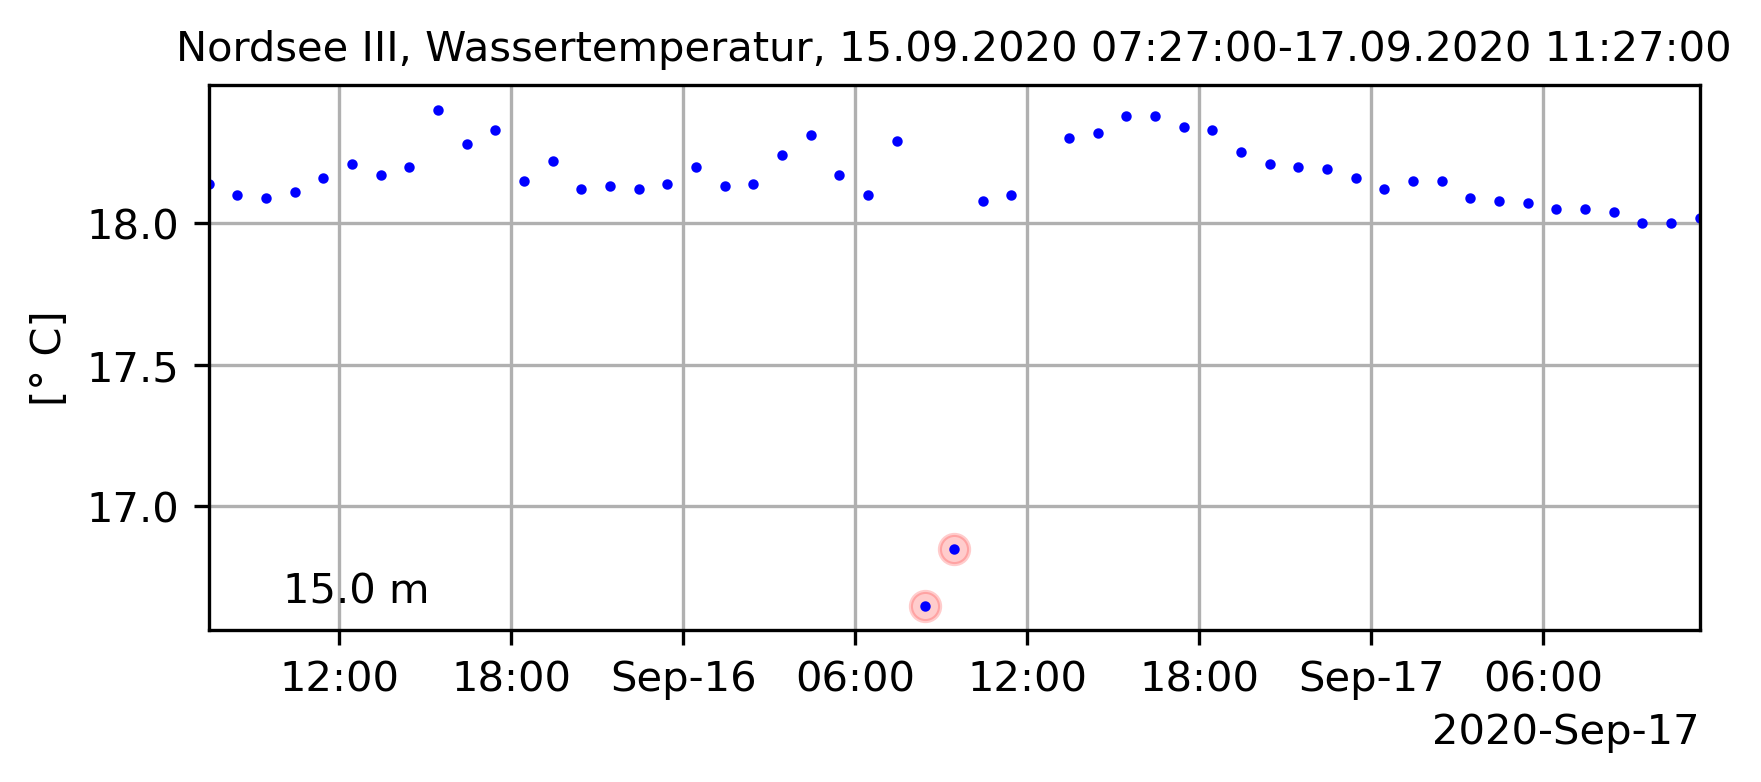 Nordsee III, Wassertemperatur, 15.09.2020 07:27:00-17.09.2020 11:27:00
[° C]
18.0
17.5
17.0
15.0 m
12:00 18:00 Sep-16 06:00 12:00 18:00 Sep-17 06:00
2020-Sep-17